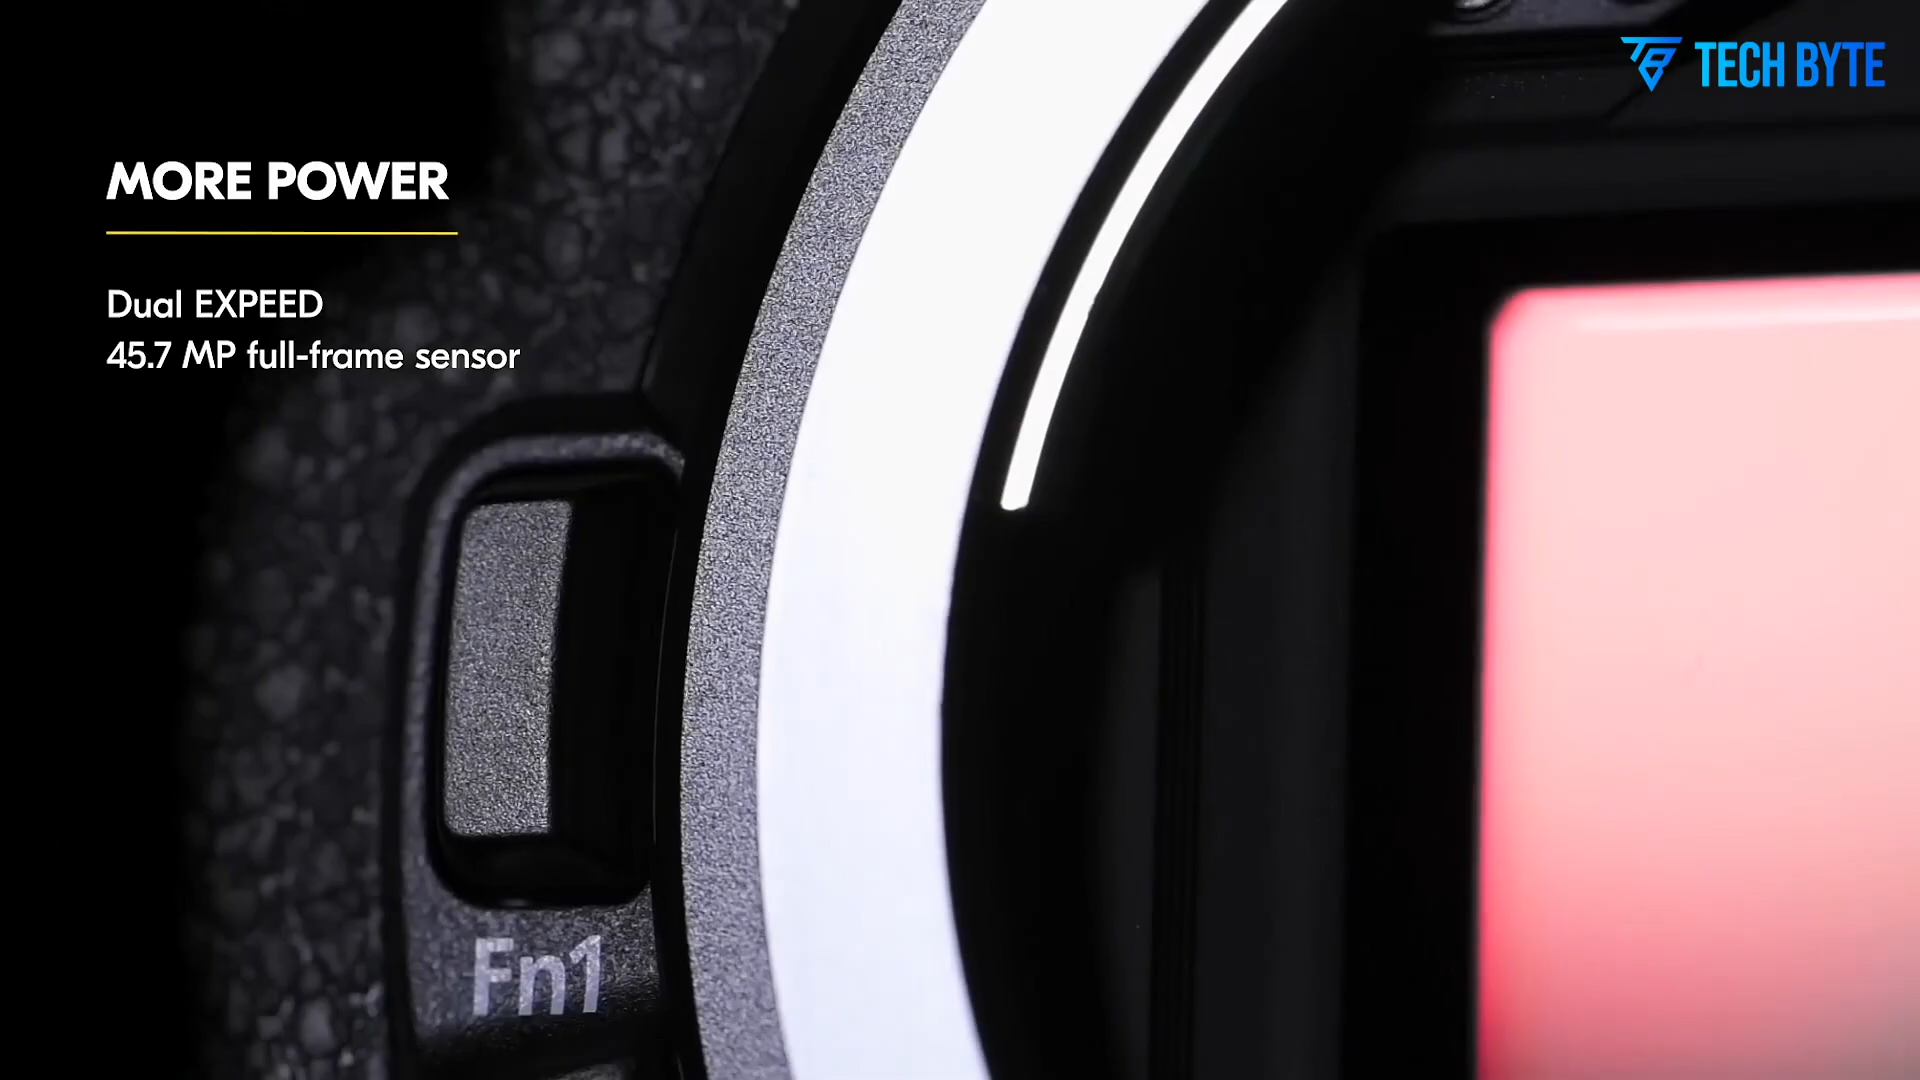 TECH BYTE
MORE POWER
Dual EXPEED
45.7 MP full-frame sensor
Fn1